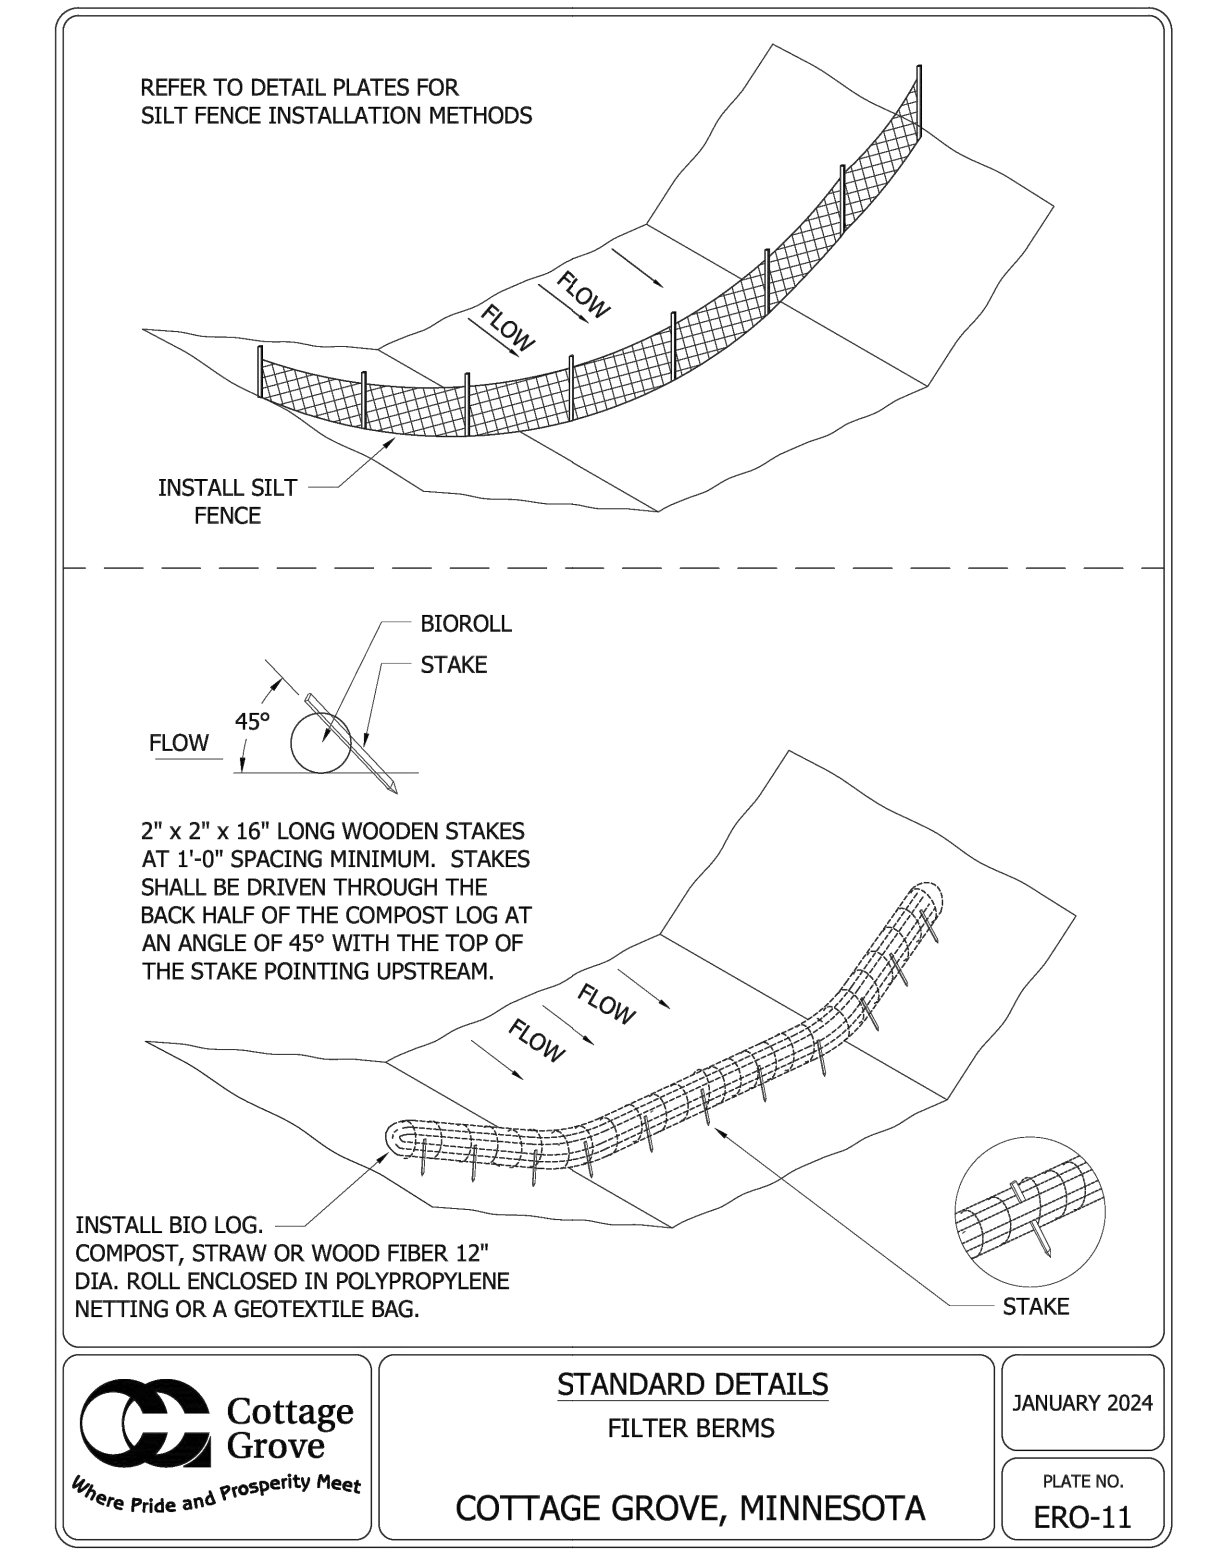 REFER TO DETAIL PLATES FOR
SILT FENCE INSTALLATION METHODS
FLOW
FLOW
INSTALL SILT
FENCE
BIOROLL
STAKE
45°
FLOW
2" x 2" x 16" LONG WOODEN STAKES
AT 1'-0" SPACING MINIMUM. STAKES
SHALL BE DRIVEN THROUGH THE
BACK HALF OF THE COMPOST LOG AT
AN ANGLE OF 45° WITH THE TOP OF
THE STAKE POINTING UPSTREAM.
FLOW
FLOW
INSTALL BIO LOG.
COMPOST, STRAW OR WOOD FIBER 12"
DIA. ROLL ENCLOSED IN POLYPROPYLENE
NETTING OR A GEOTEXTILE BAG.
STAKE
Cottage
Grove
Where Pride and Prosperity Meet
STANDARD DETAILS
FILTER BERMS
COTTAGE GROVE, MINNESOTA
JANUARY 2024
PLATE NO.
ERO-11